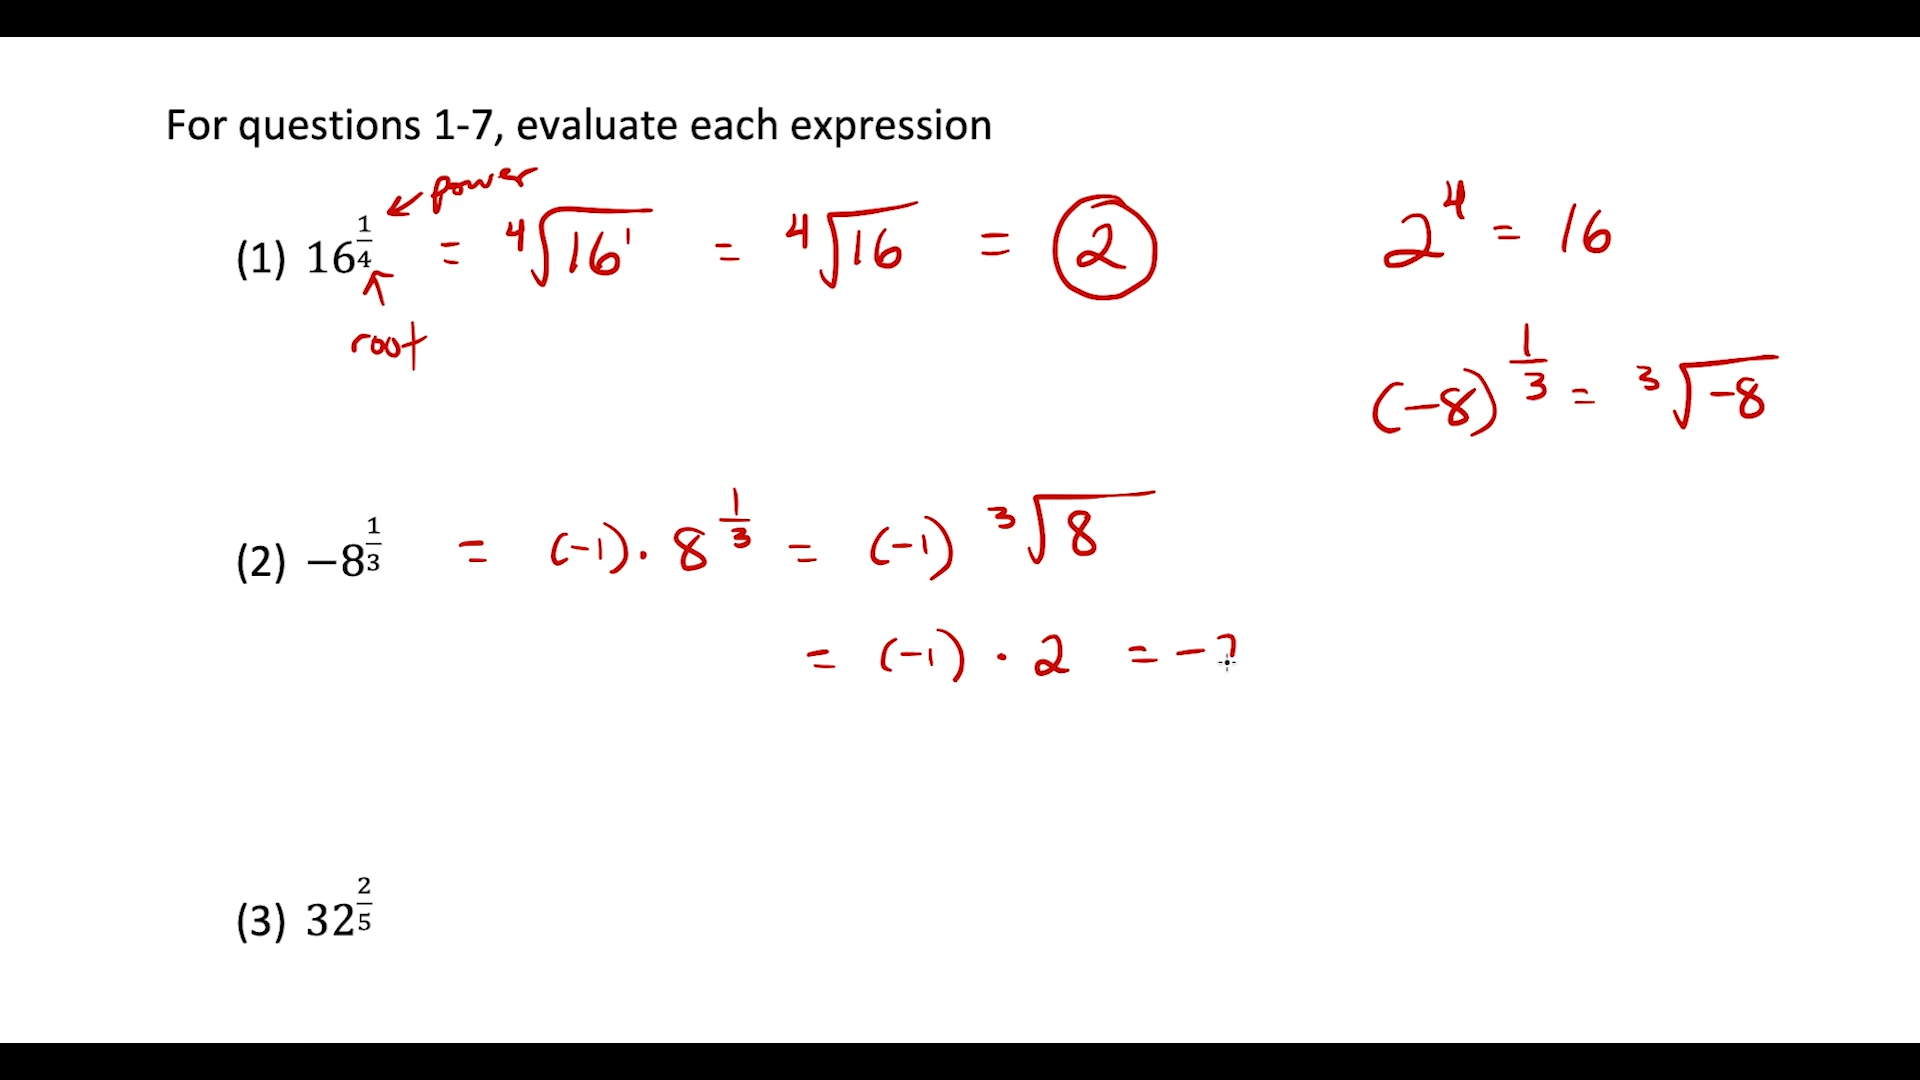 For questions 1-7, evaluate each expression
power
(1) 16^(1/4) = ⁴√16¹ = ⁴√16 = 2
2⁴ = 16
root
(-8)^(1/3) = ³√-8
(2) −8^(1/3) = (-1) · 8^(1/3) = (-1) ³√8
= (-1) · 2 = -
(3) 32^(2/5)